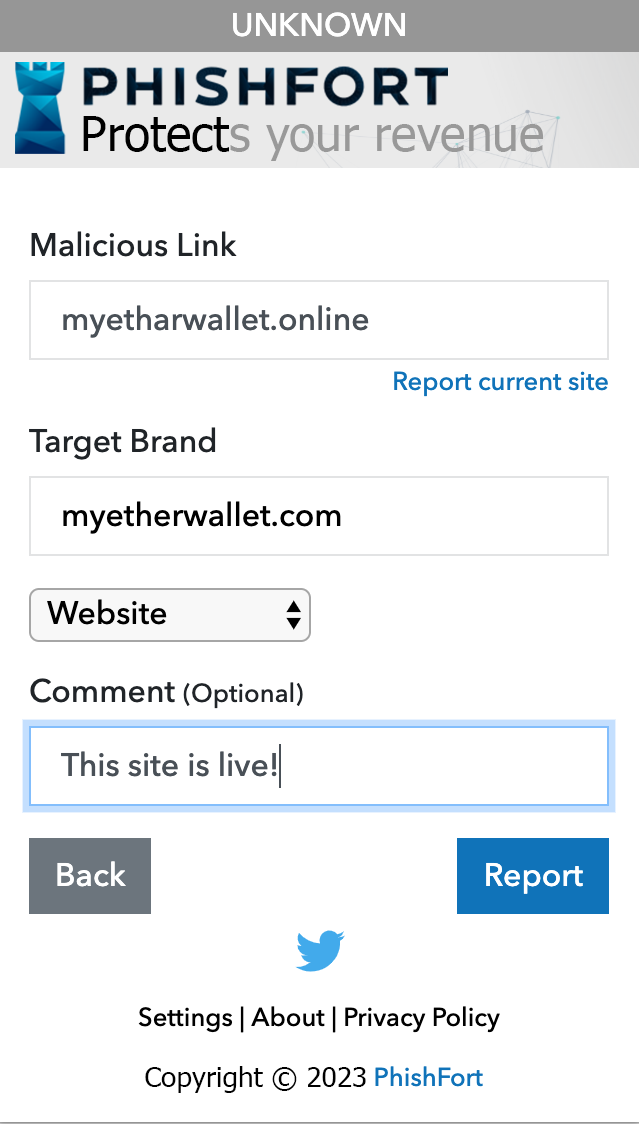 UNKNOWN
PHISHFORT
Protects your revenue
Malicious Link
myetharwallet.online
Report current site
Target Brand
myetherwallet.com
Website
Comment (Optional)
This site is live!
Back Report
Settings | About | Privacy Policy
Copyright © 2023 PhishFort